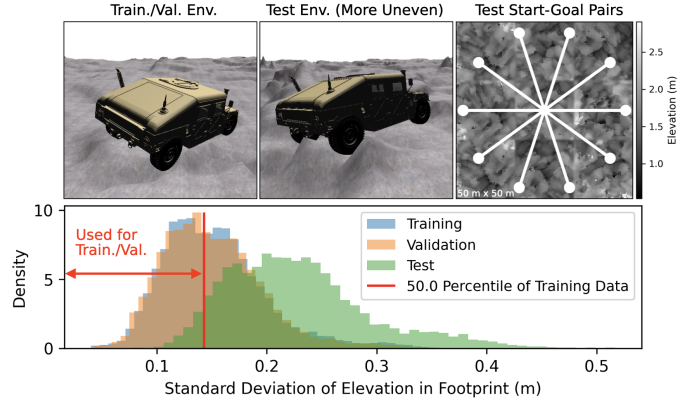 Train./Val. Env.
Test Env. (More Uneven)
Test Start-Goal Pairs
50 m x 50 m
2.5
2.0
1.5
1.0
Elevation (m)
10
5
0
Density
Used for
Train./Val.
Training
Validation
Test
50.0 Percentile of Training Data
0.1
0.2
0.3
0.4
0.5
Standard Deviation of Elevation in Footprint (m)